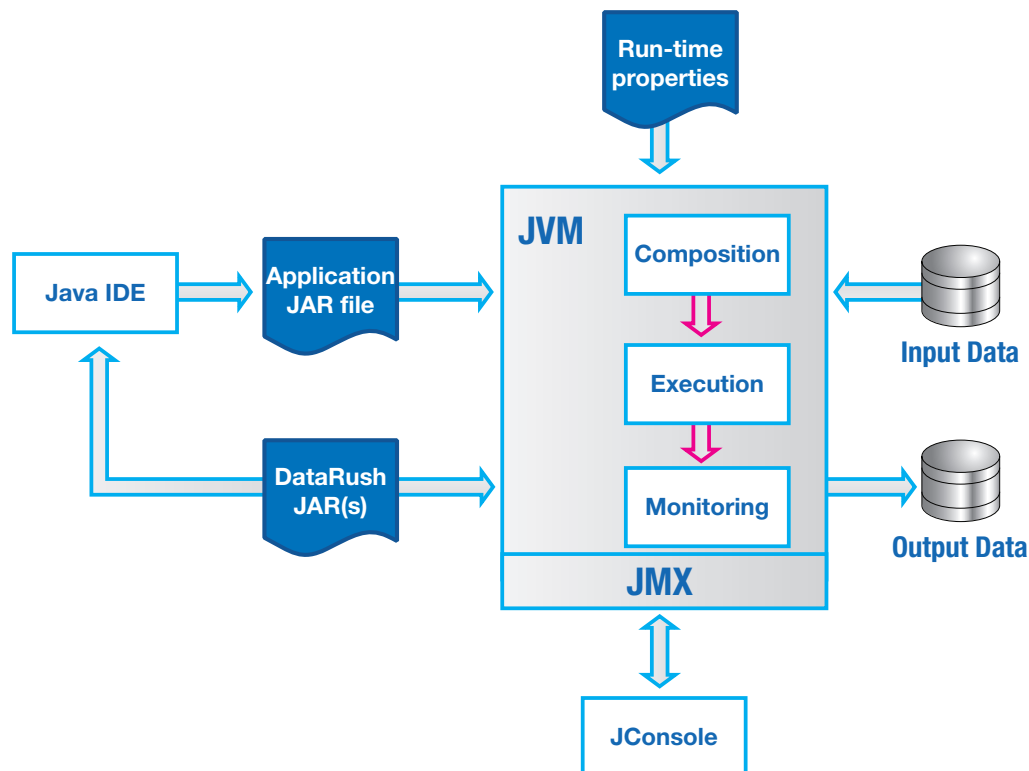 Run-time
properties
JVM
Composition
Java IDE
Application
JAR file
Input Data
Execution
DataRush
JAR(s)
Monitoring
Output Data
JMX
JConsole